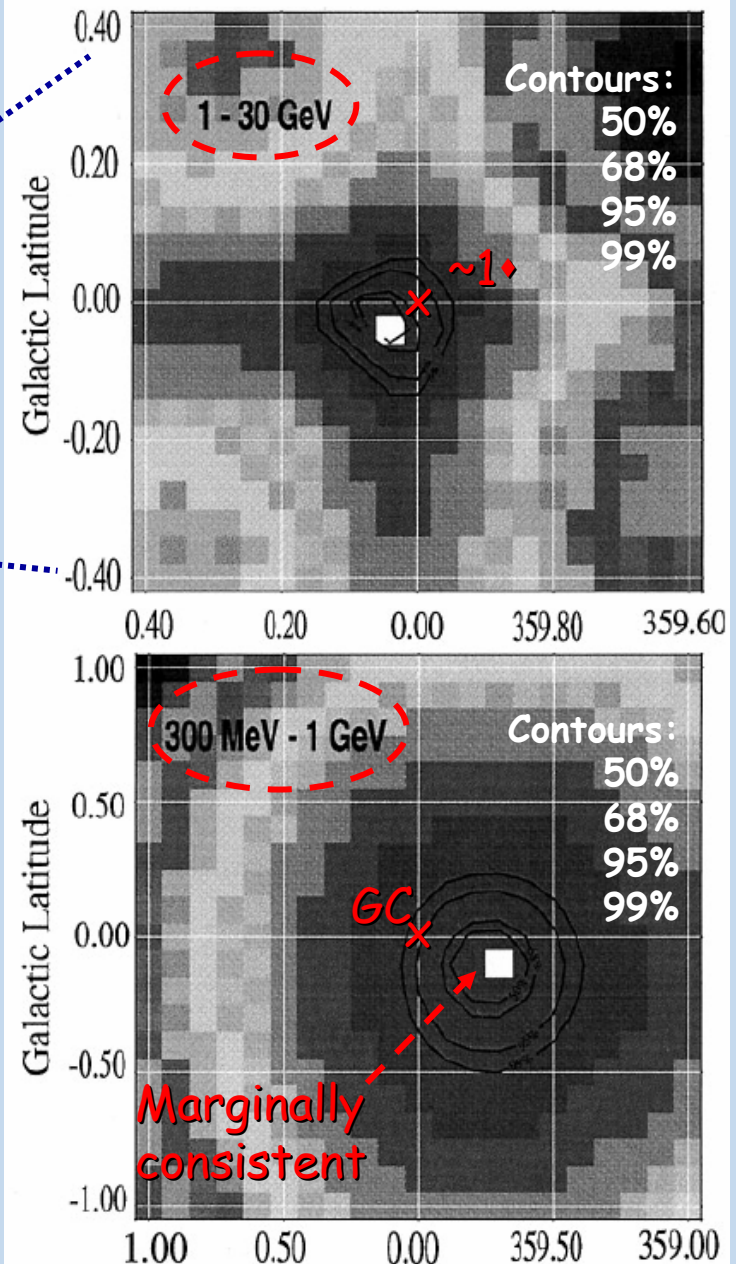 0.40
1 - 30 GeV
Contours:
50%
68%
95%
99%
0.20
~1♦
0.00
-0.20
-0.40
Galactic Latitude
0.40 0.20 0.00 359.80 359.60
1.00
300 MeV - 1 GeV
Contours:
50%
68%
95%
99%
0.50
GC
0.00
-0.50
Marginally
consistent
-1.00
Galactic Latitude
1.00 0.50 0.00 359.50 359.00